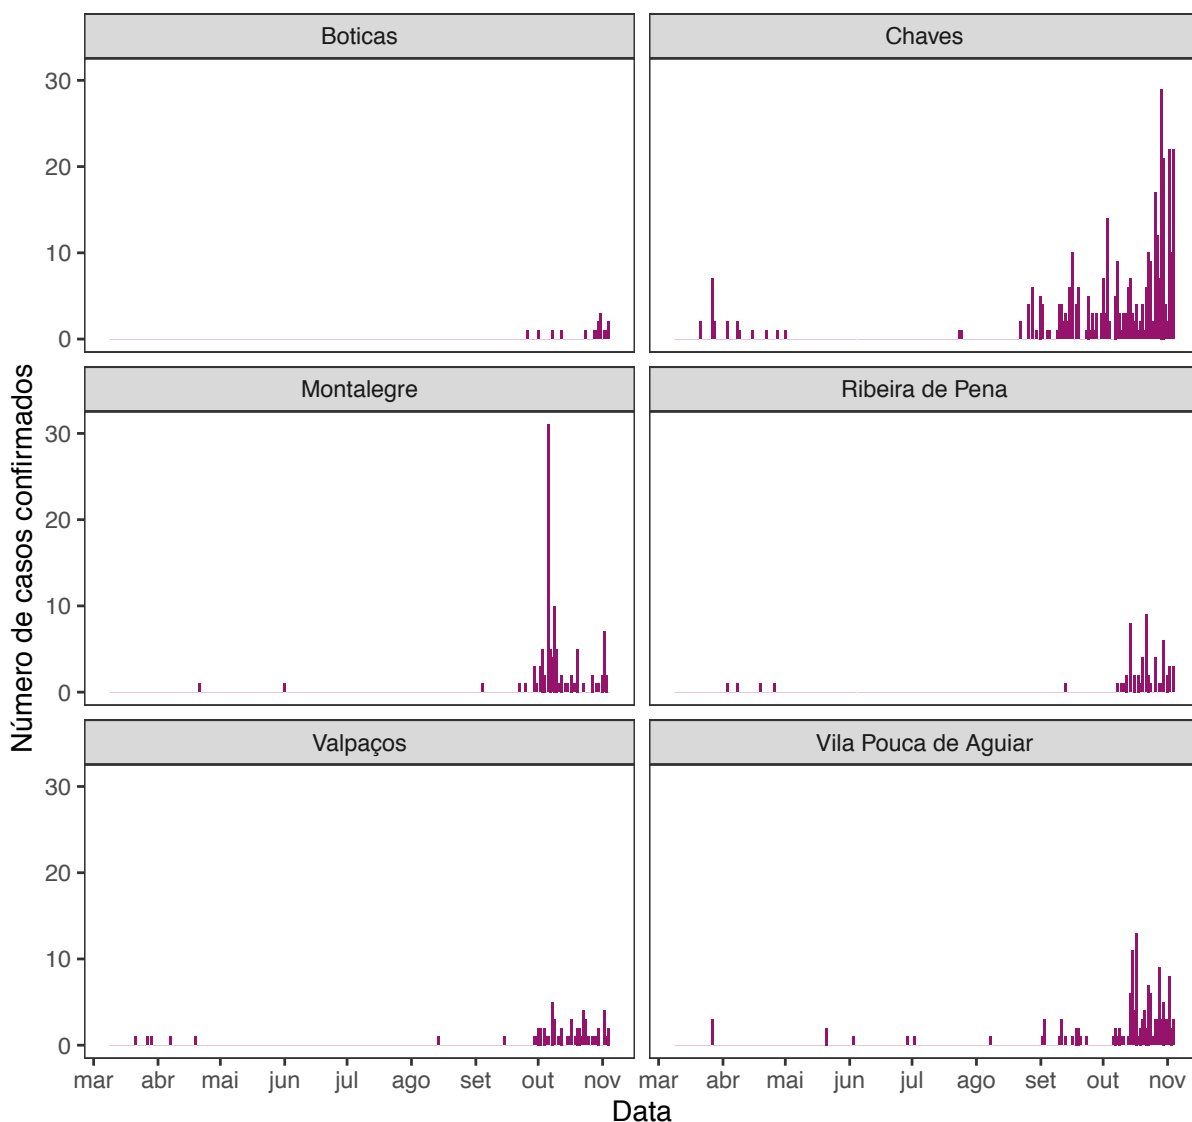 Boticas
Chaves
30
20
10
0
Montalegre
Ribeira de Pena
30
20
10
0
Valpaços
Vila Pouca de Aguiar
30
20
10
0
mar abr mai jun jul ago set out nov
mar abr mai jun jul ago set out nov
Data
Número de casos confirmados